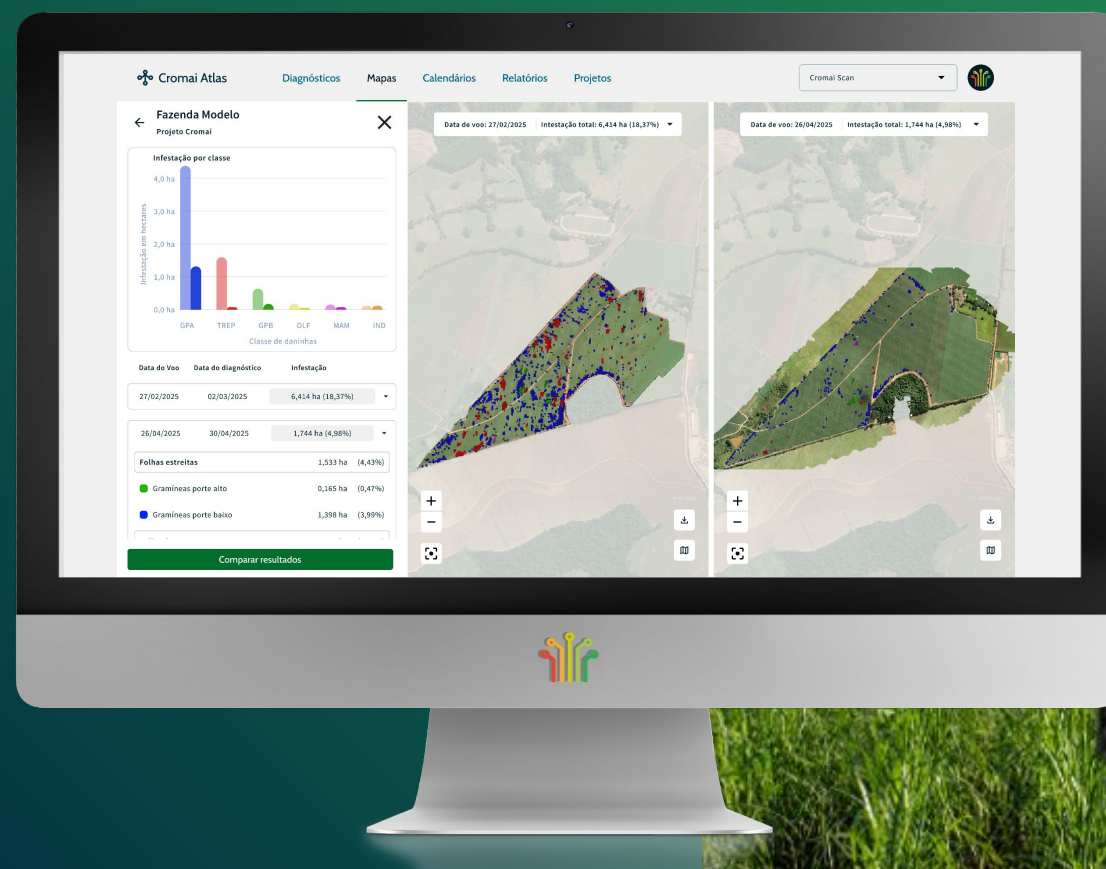 Cromai Atlas
Diagnósticos
Mapas
Calendários
Relatórios
Projetos
Cromai Scan
Fazenda Modelo
Projeto Cromai
Infestação por classe
4,0 ha
3,0 ha
2,0 ha
1,0 ha
0,0 ha
Infestação em hectares
GPA TREP GPB OLF MAM IND
Classe de daninhas
Data do Voo Data do diagnóstico Infestação
27/02/2025 02/03/2025 6,414 ha (18,37%)
26/04/2025 30/04/2025 1,744 ha (4,98%)
Folhas estreitas 1,533 ha (4,43%)
Gramíneas porte alto 0,165 ha (0,47%)
Gramíneas porte baixo 1,398 ha (3,99%)
Comparar resultados
Data de voo: 27/02/2025 Intestação total: 6,414 ha (18,37%)
Data de voo: 26/04/2025 Intestação total: 1,744 ha (4,98%)